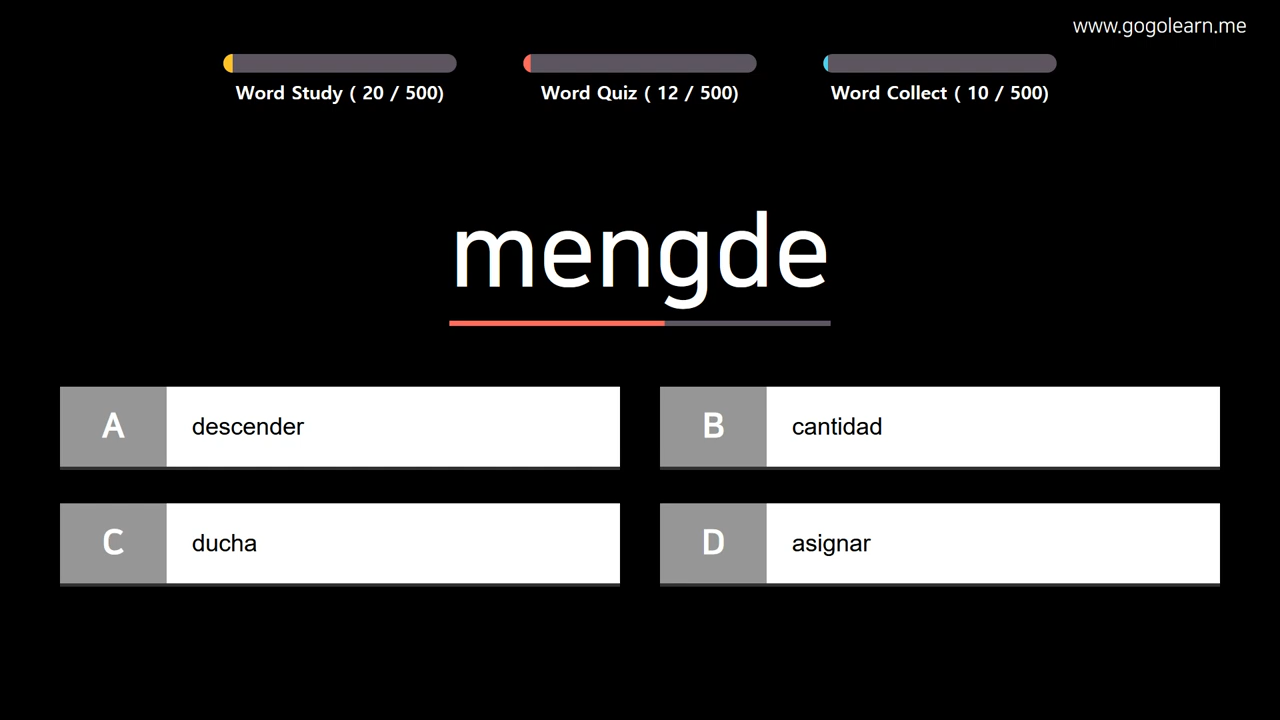 www.gogolearn.me
Word Study ( 20 / 500)
Word Quiz ( 12 / 500)
Word Collect ( 10 / 500)
mengde
A descender
B cantidad
C ducha
D asignar